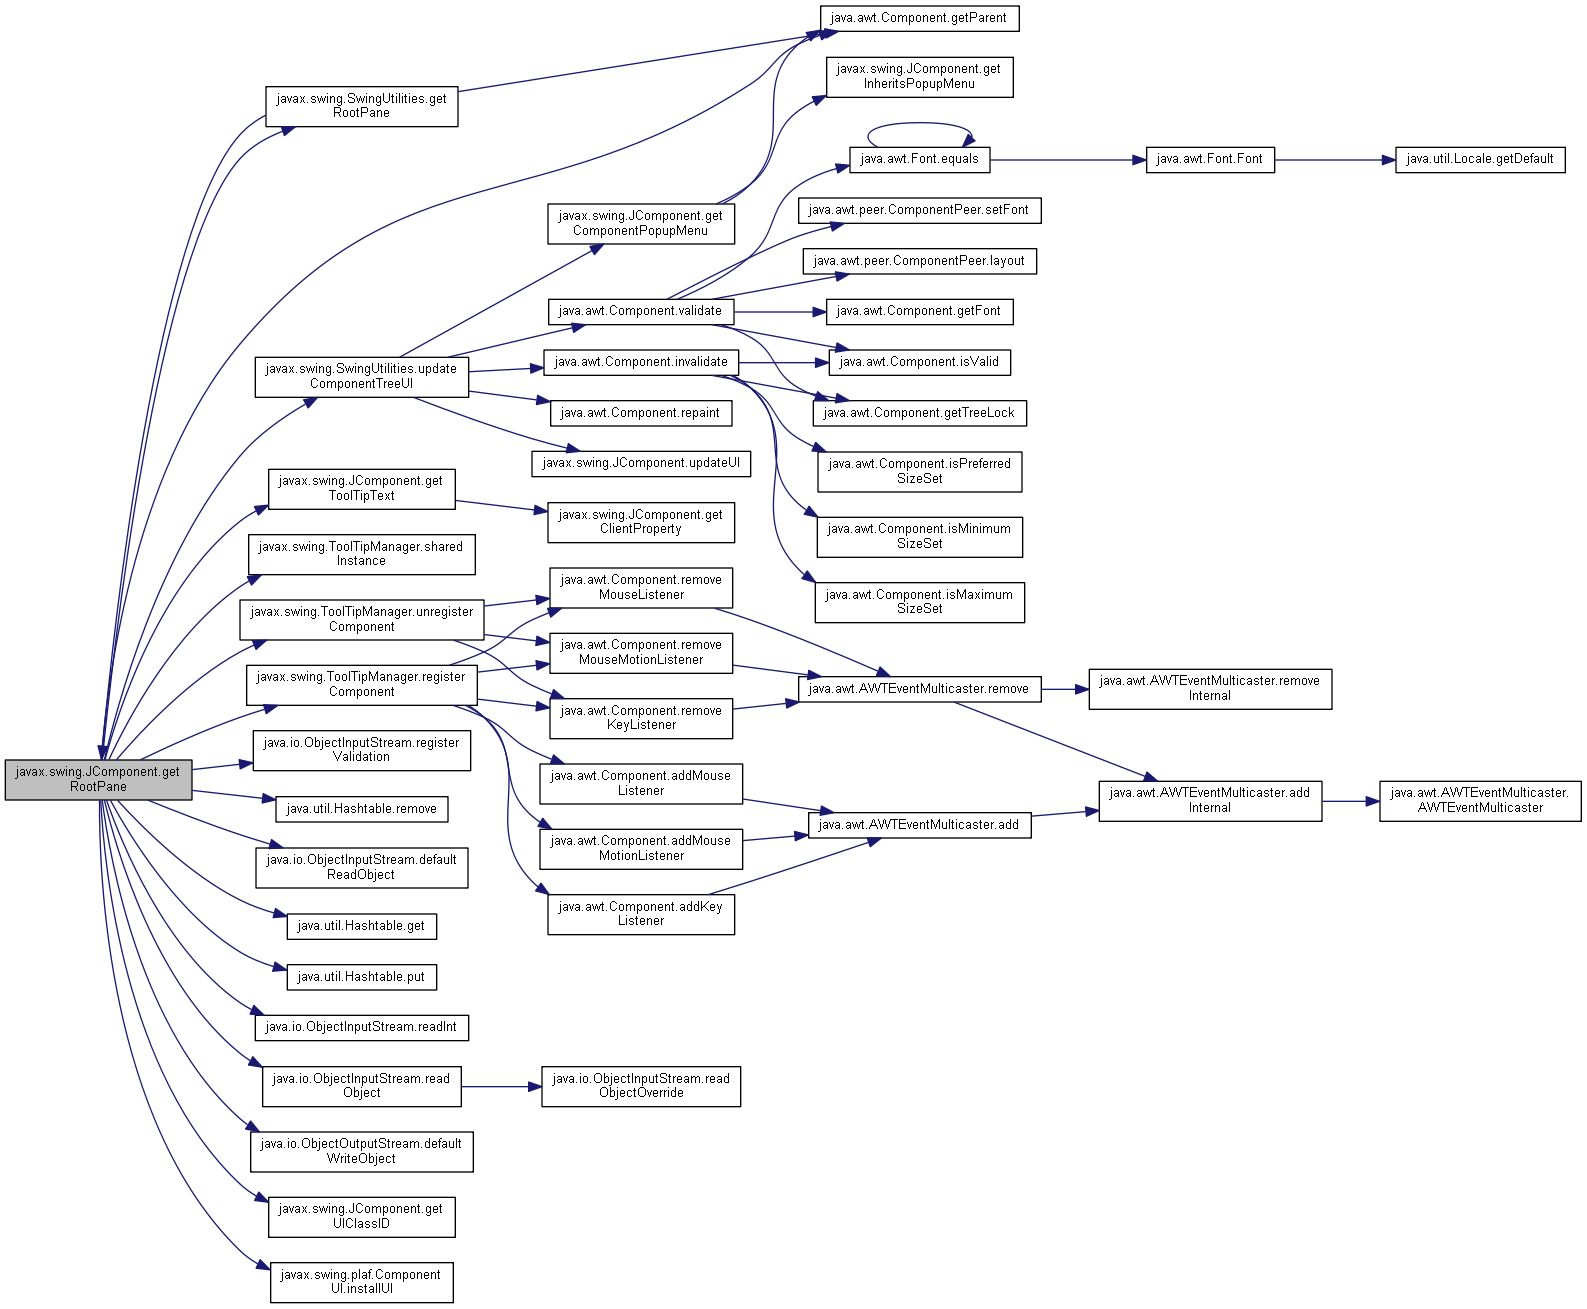 java.awt.Component.getParent
javax.swing.JComponent.get
InheritsPopupMenu
javax.swing.SwingUtilities.get
RootPane
java.awt.Font.equals
java.awt.Font.Font
java.util.Locale.getDefault
javax.swing.JComponent.get
ComponentPopupMenu
java.awt.peer.ComponentPeer.setFont
java.awt.peer.ComponentPeer.layout
java.awt.Component.validate
java.awt.Component.getFont
javax.swing.SwingUtilities.update
ComponentTreeUI
java.awt.Component.invalidate
java.awt.Component.isValid
java.awt.Component.repaint
java.awt.Component.getTreeLock
javax.swing.JComponent.updateUI
java.awt.Component.isPreferred
SizeSet
javax.swing.JComponent.get
ToolTipText
javax.swing.JComponent.get
ClientProperty
java.awt.Component.isMinimum
SizeSet
javax.swing.ToolTipManager.shared
Instance
java.awt.Component.remove
MouseListener
java.awt.Component.isMaximum
SizeSet
javax.swing.ToolTipManager.unregister
Component
java.awt.Component.remove
MouseMotionListener
javax.swing.ToolTipManager.register
Component
java.awt.AWTEventMulticaster.remove
java.awt.AWTEventMulticaster.remove
Internal
java.awt.Component.remove
KeyListener
java.io.ObjectInputStream.register
Validation
javax.swing.JComponent.get
RootPane
java.awt.Component.addMouse
Listener
java.util.Hashtable.remove
java.awt.AWTEventMulticaster.add
java.awt.AWTEventMulticaster.add
Internal
java.awt.AWTEventMulticaster.
AWTEventMulticaster
java.awt.Component.addMouse
MotionListener
java.io.ObjectInputStream.default
ReadObject
java.awt.Component.addKey
Listener
java.util.Hashtable.get
java.util.Hashtable.put
java.io.ObjectInputStream.readInt
java.io.ObjectInputStream.read
Object
java.io.ObjectInputStream.read
ObjectOverride
java.io.ObjectOutputStream.default
WriteObject
javax.swing.JComponent.get
UIClassID
javax.swing.plaf.Component
UI.installUI